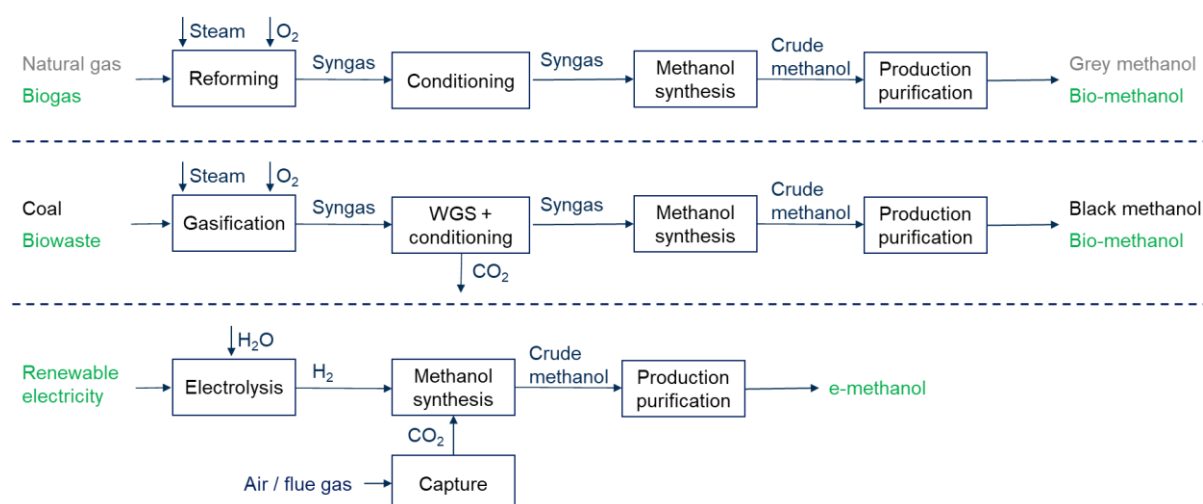 Steam O₂
Natural gas
Biogas
Reforming
Syngas
Conditioning
Syngas
Methanol
synthesis
Crude
methanol
Production
purification
Grey methanol
Bio-methanol
Steam O₂
Coal
Biowaste
Gasification
Syngas
WGS +
conditioning
CO₂
Syngas
Methanol
synthesis
Crude
methanol
Production
purification
Black methanol
Bio-methanol
H₂O
Renewable
electricity
Electrolysis
H₂
Methanol
synthesis
Crude
methanol
Production
purification
e-methanol
CO₂
Air / flue gas
Capture